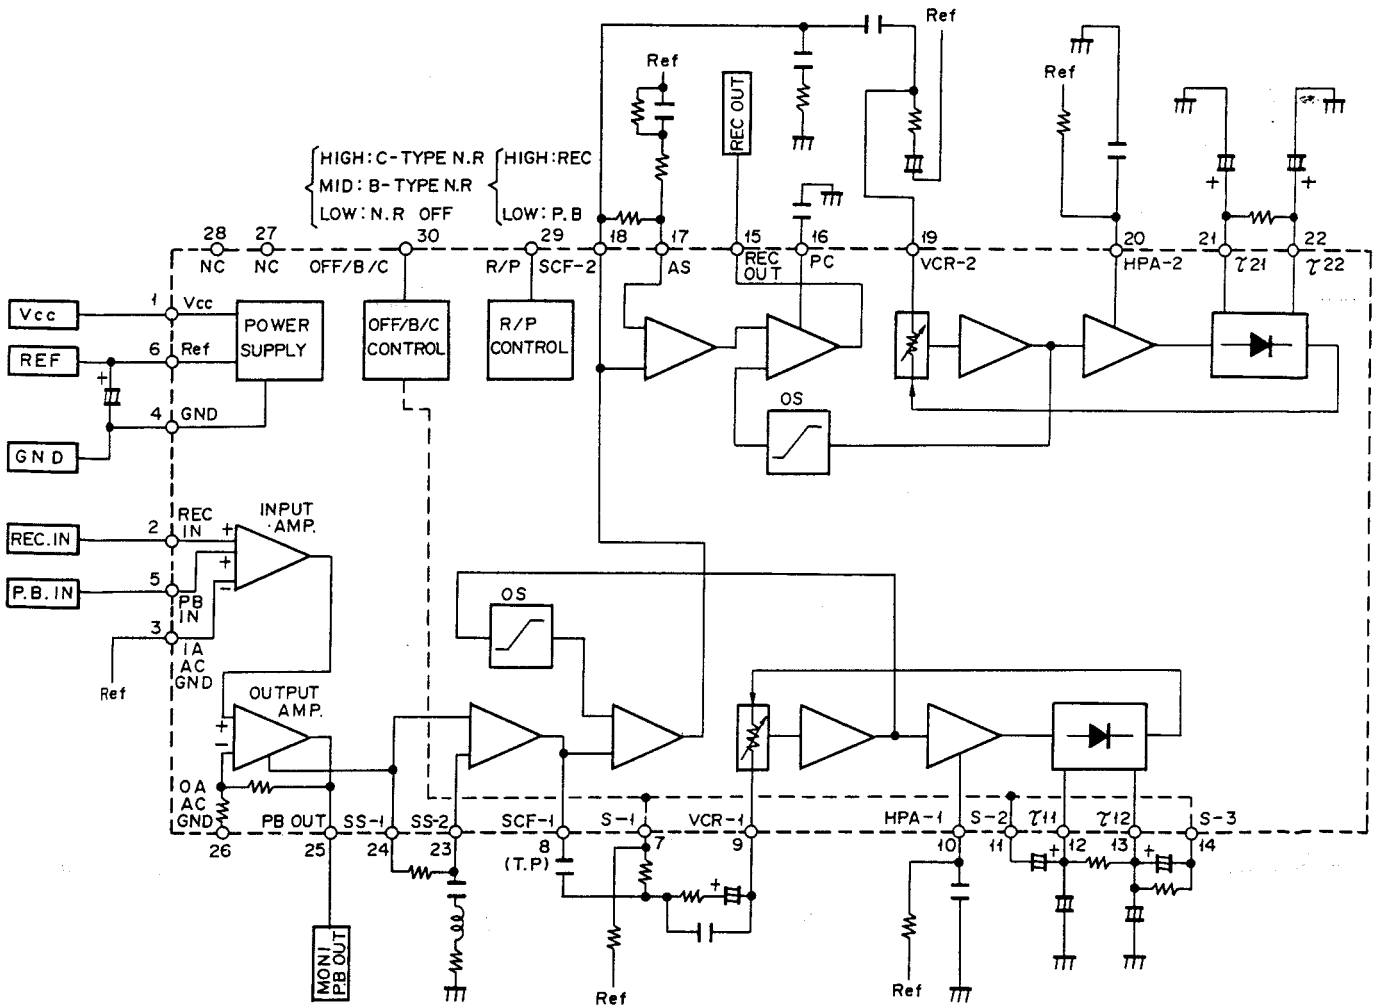 Ref
Ref
Ref
REC OUT
HIGH: C-TYPE N.R
MID: B-TYPE N.R
LOW: N.R OFF
HIGH: REC
LOW: P.B
28
27
30
29
18
17
15
16
19
20
21
22
NC
NC
OFF/B/C
R/P
SCF-2
AS
REC
OUT
PC
VCR-2
HPA-2
τ21
τ22
Vcc
1
Vcc
POWER
SUPPLY
OFF/B/C
CONTROL
R/P
CONTROL
REF
6
Ref
+
4
GND
GND
OS
REC.IN
2
REC
IN
INPUT
AMP.
+
+
-
P.B.IN
5
PB
IN
3
IA
AC
GND
Ref
OS
OUTPUT
AMP.
+
-
OA
AC
GND
PB OUT
SS-1
SS-2
SCF-1
S-1
VCR-1
HPA-1
S-2
τ11
τ12
S-3
26
25
24
23
8
(T.P)
7
9
10
11
12
13
14
+
+
+
+
+
MONI
P.B OUT
Ref
Ref